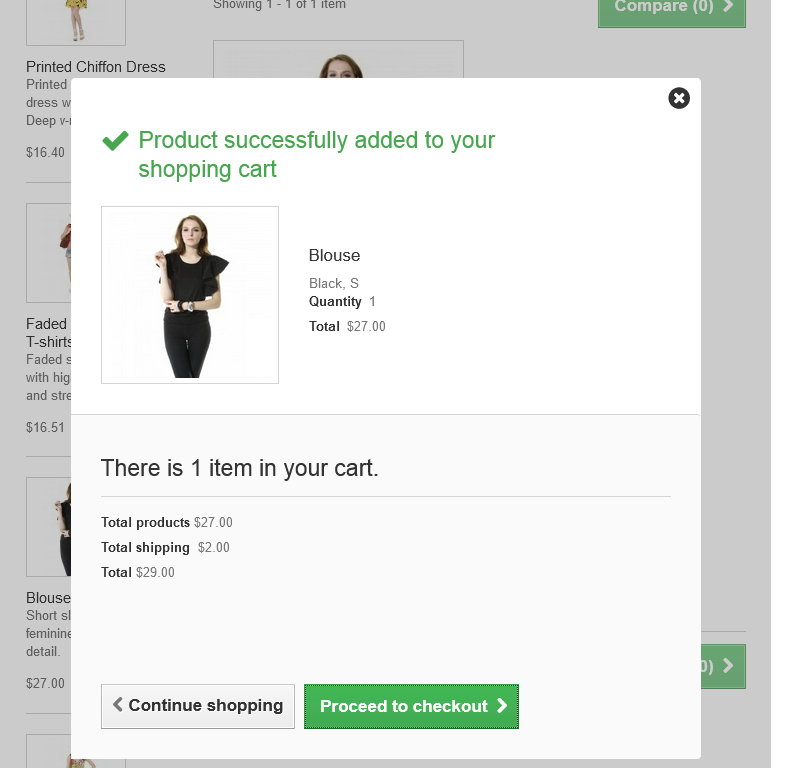 Showing 1 - 1 of 1 item
Compare (0)
Printed Chiffon Dress
Printed
dress
Deep
$16.40
Product successfully added to your
shopping cart
Blouse
Black, S
Quantity 1
Total $27.00
Faded
T-shirts
Faded
with
and
$16.51
There is 1 item in your cart.
Total products $27.00
Total shipping $2.00
Total $29.00
Blouse
Short
feminine
detail.
$27.00
0)
Continue shopping
Proceed to checkout